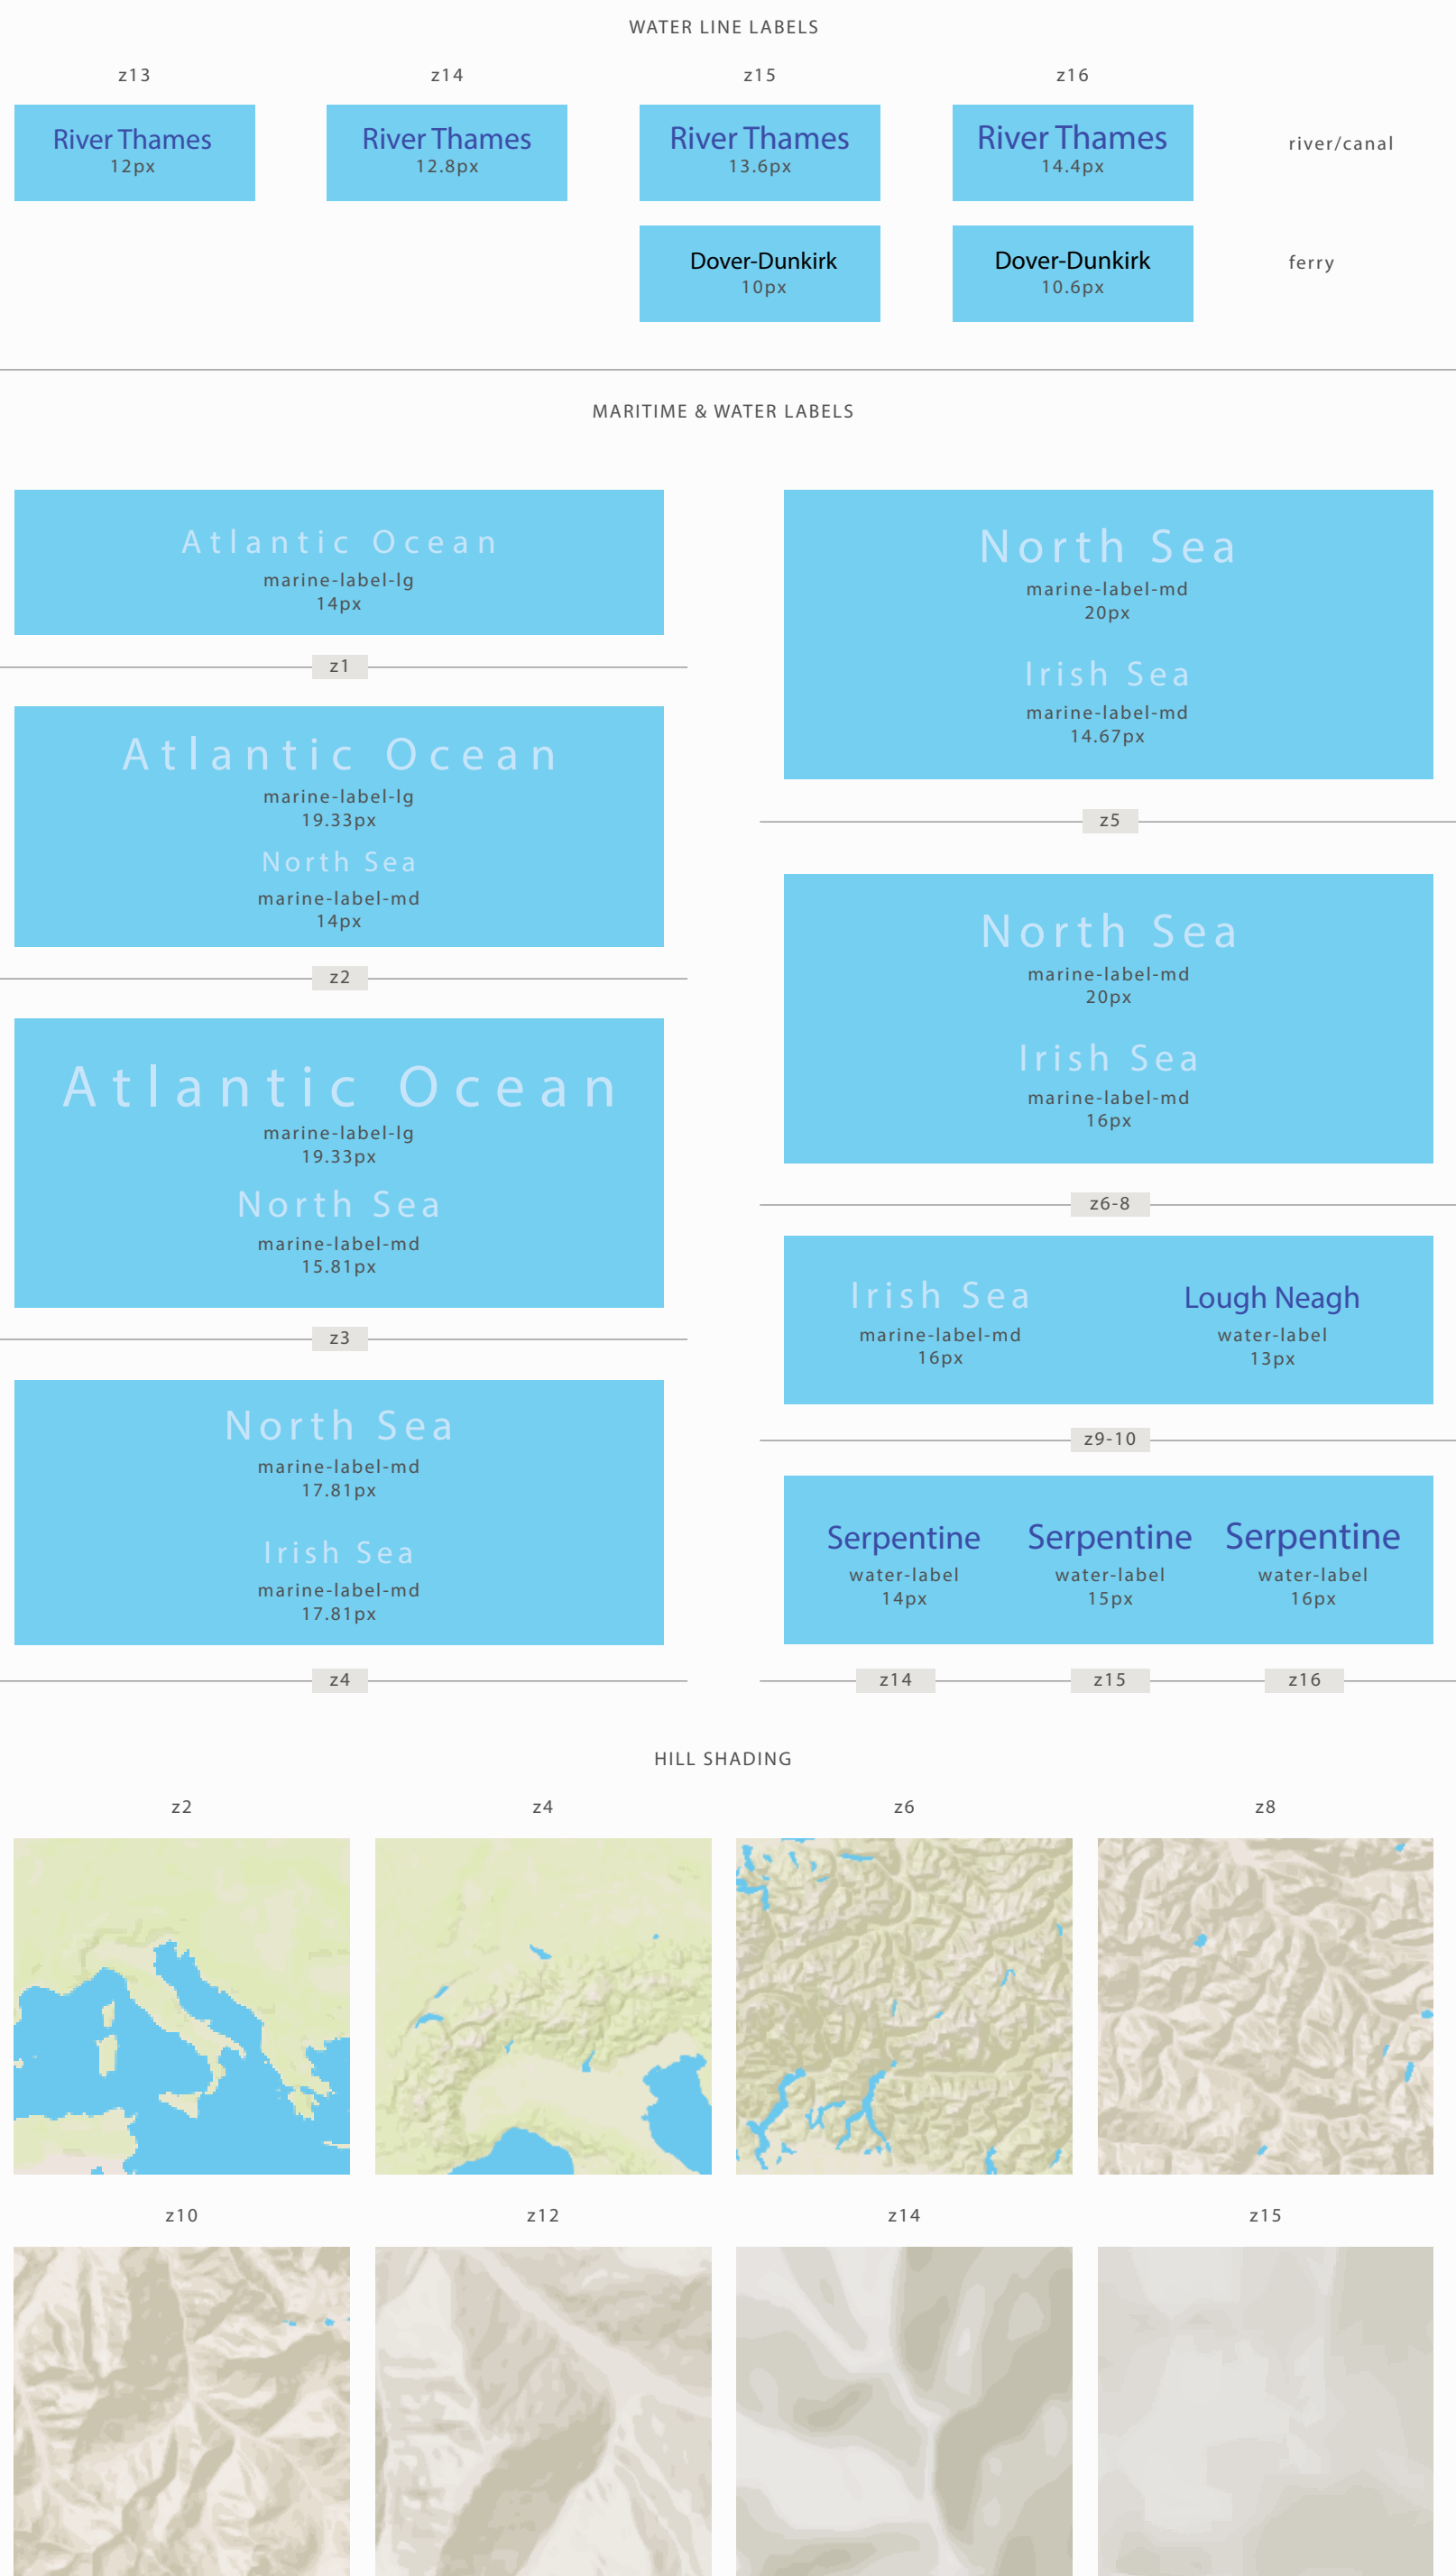 WATER LINE LABELS
z13
z14
z15
z16
River Thames
12px
River Thames
12.8px
River Thames
13.6px
River Thames
14.4px
river/canal
Dover-Dunkirk
10px
Dover-Dunkirk
10.6px
ferry
MARITIME & WATER LABELS
Atlantic Ocean
marine-label-lg
14px
z1
Atlantic Ocean
marine-label-lg
19.33px
North Sea
marine-label-md
14px
z2
Atlantic Ocean
marine-label-lg
19.33px
North Sea
marine-label-md
15.81px
z3
North Sea
marine-label-md
17.81px
Irish Sea
marine-label-md
17.81px
z4
North Sea
marine-label-md
20px
Irish Sea
marine-label-md
14.67px
z5
North Sea
marine-label-md
20px
Irish Sea
marine-label-md
16px
z6-8
Irish Sea
marine-label-md
16px
Lough Neagh
water-label
13px
z9-10
Serpentine
water-label
14px
Serpentine
water-label
15px
Serpentine
water-label
16px
z14
z15
z16
HILL SHADING
z2
z4
z6
z8
z10
z12
z14
z15